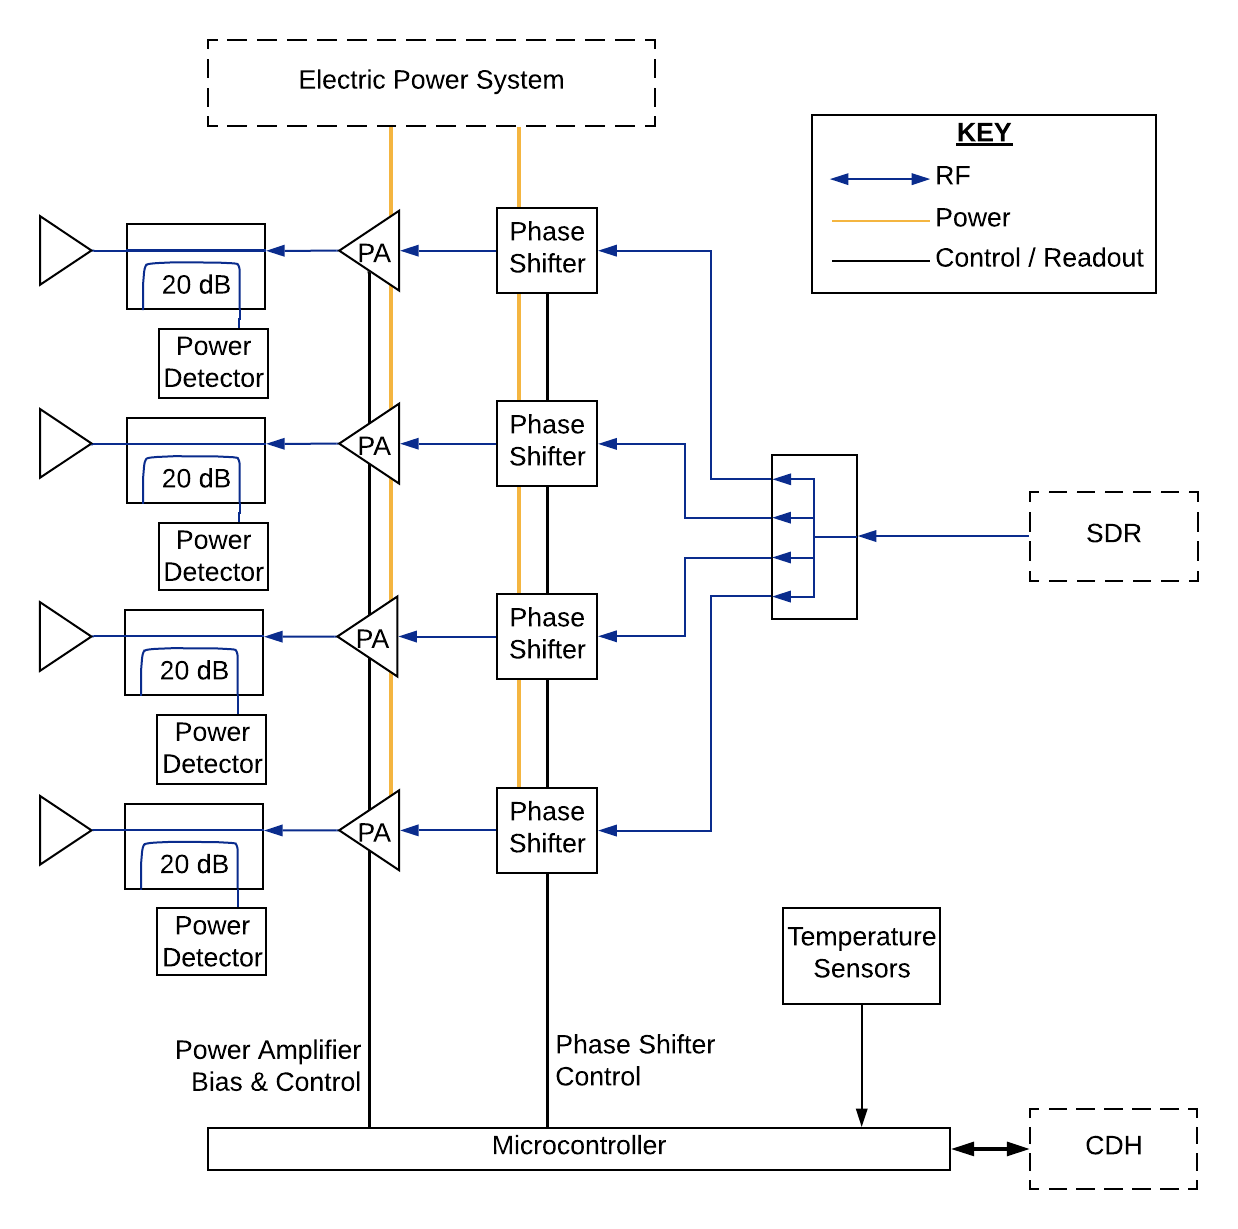 Electric Power System
KEY
RF
Power
Control / Readout
PA
Phase
Shifter
20 dB
Power
Detector
PA
Phase
Shifter
20 dB
Power
Detector
SDR
PA
Phase
Shifter
20 dB
Power
Detector
PA
Phase
Shifter
20 dB
Power
Detector
Temperature
Sensors
Power Amplifier
Bias & Control
Phase Shifter
Control
Microcontroller
CDH